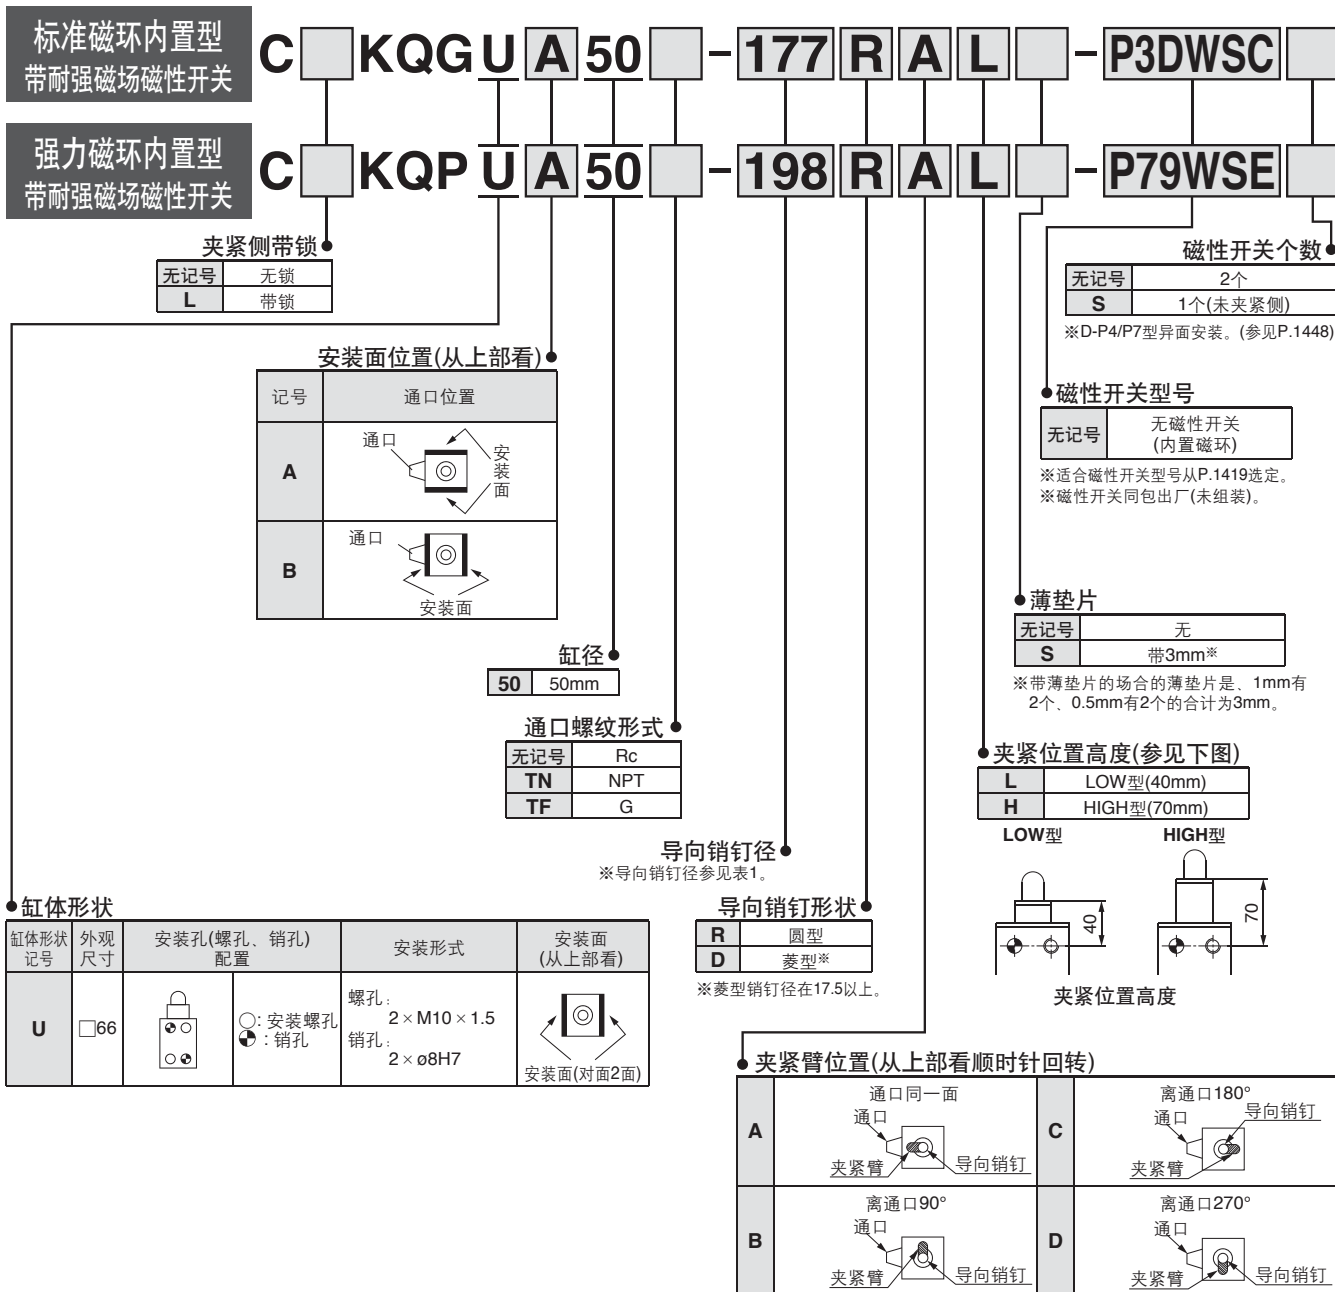 标准磁环内置型
带耐强磁场磁性开关
C KQGUA50 -177RAL -P3DWSC
强力磁环内置型
带耐强磁场磁性开关
C KQPUA50 -198RAL -P79WSE
夹紧侧带锁
无记号 无锁
L 带锁
磁性开关个数
无记号 2个
S 1个(未夹紧侧)
※D-P4/P7型异面安装。(参见P.1448)
安装面位置(从上部看)
记号 通口位置
A 通口 安装面
B 通口 安装面
磁性开关型号
无记号 无磁性开关
(内置磁环)
※适合磁性开关型号从P.1419选定。
※磁性开关同包出厂(未组装)。
薄垫片
无记号 无
S 带3mm※
※带薄垫片的场合的薄垫片是、1mm有
2个、0.5mm有2个的合计为3mm。
缸径
50 50mm
通口螺纹形式
无记号 Rc
TN NPT
TF G
夹紧位置高度(参见下图)
L LOW型(40mm)
H HIGH型(70mm)
LOW型 HIGH型
40 70
夹紧位置高度
导向销钉径
※导向销钉径参见表1。
导向销钉形状
R 圆型
D 菱型※
※菱型销钉径在17.5以上。
缸体形状
缸体形状
记号 外观
尺寸 安装孔(螺孔、销孔)
配置 安装形式 安装面
(从上部看)
U □66 ○: 安装螺孔
: 销孔
螺孔:
2×M10×1.5
销孔:
2×ø8H7
安装面(对面2面)
夹紧臂位置(从上部看顺时针回转)
A 通口同一面
通口
夹紧臂 导向销钉
C 离通口180°
通口 导向销钉
夹紧臂
B 离通口90°
通口
夹紧臂 导向销钉
D 离通口270°
通口
夹紧臂 导向销钉